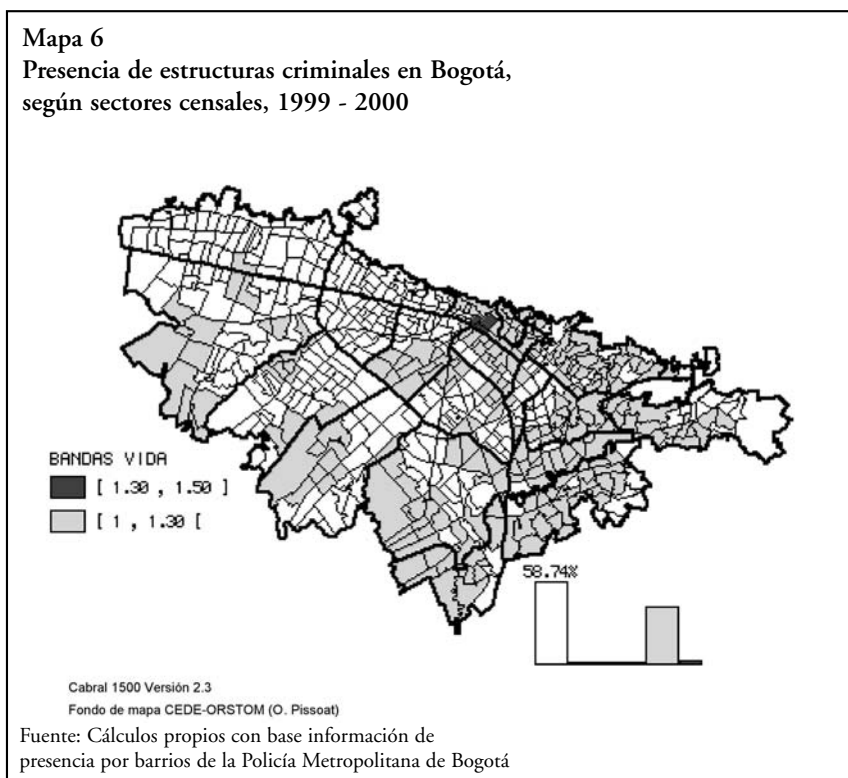 Mapa 6
Presencia de estructuras criminales en Bogotá,
según sectores censales, 1999 - 2000
BANDAS VIDA
[ 1.30 , 1.50 ]
[ 1 , 1.30 [
58.74%
Cabral 1500 Versión 2.3
Fondo de mapa CEDE-ORSTOM (O. Pissoat)
Fuente: Cálculos propios con base información de
presencia por barrios de la Policía Metropolitana de Bogotá